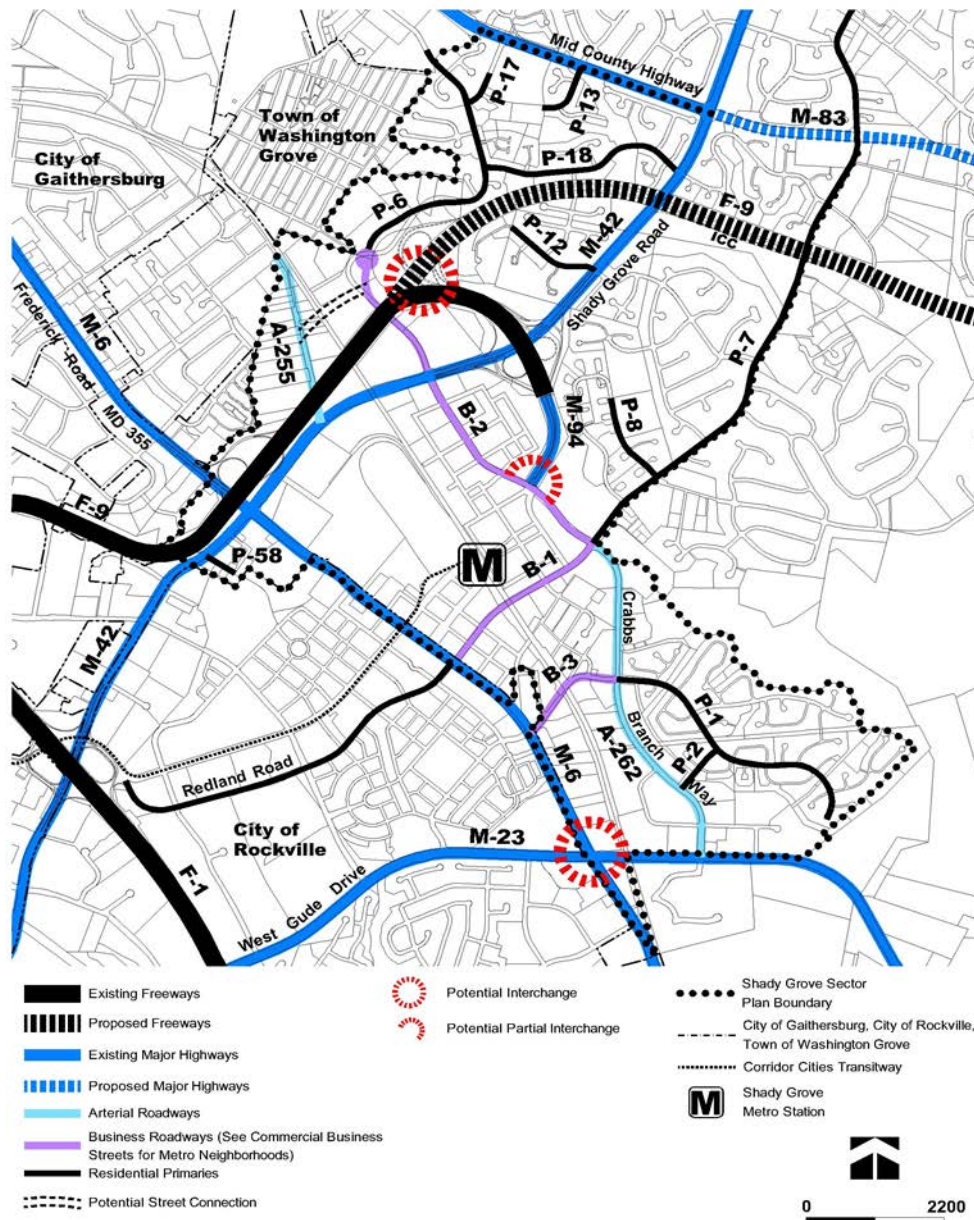 Mid County Highway
P-17
P-13
M-83
Town of
Washington
Grove
City of
Gaithersburg
P-18
P-6
F-9
ICC
P-12
M-42
Shady Grove Road
M-6
Frederick Road
MD 355
A-255
P-7
B-2
M-94
P-8
F-9
P-58
M
B-1
Crabbs
M-42
B-3
P-1
P-2
Branch
Way
A-262
M-6
Redland Road
City of
Rockville
M-23
F-1
West Gude Drive
Existing Freeways
Proposed Freeways
Existing Major Highways
Proposed Major Highways
Arterial Roadways
Business Roadways (See Commercial Business
Streets for Metro Neighborhoods)
Residential Primaries
Potential Street Connection
Potential Interchange
Potential Partial Interchange
Shady Grove Sector
Plan Boundary
City of Gaithersburg, City of Rockville,
Town of Washington Grove
Corridor Cities Transitway
M
Shady Grove
Metro Station
0 2200